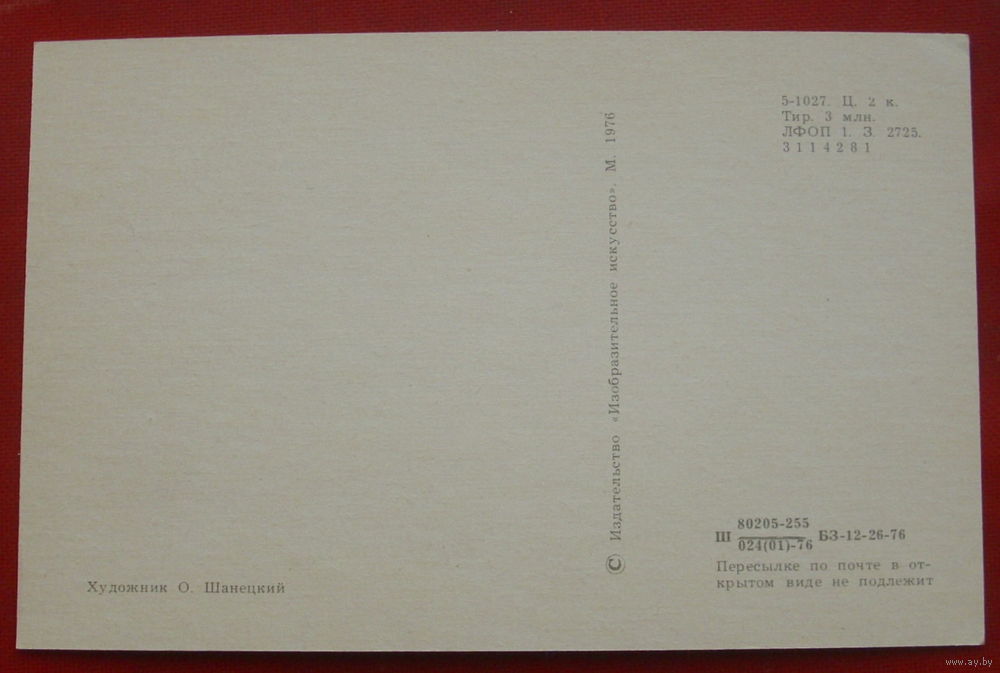 5-1027. Ц. 2 к.
Тир. 3 млн.
ЛФОП 1. З. 2725.
3114281
© Издательство «Изобразительное искусство». М. 1976
Ш 80205-255 БЗ-12-26-76
024(01)-76
Пересылке по почте в от-
крытом виде не подлежит
Художник О. Шанецкий
www.ay.by